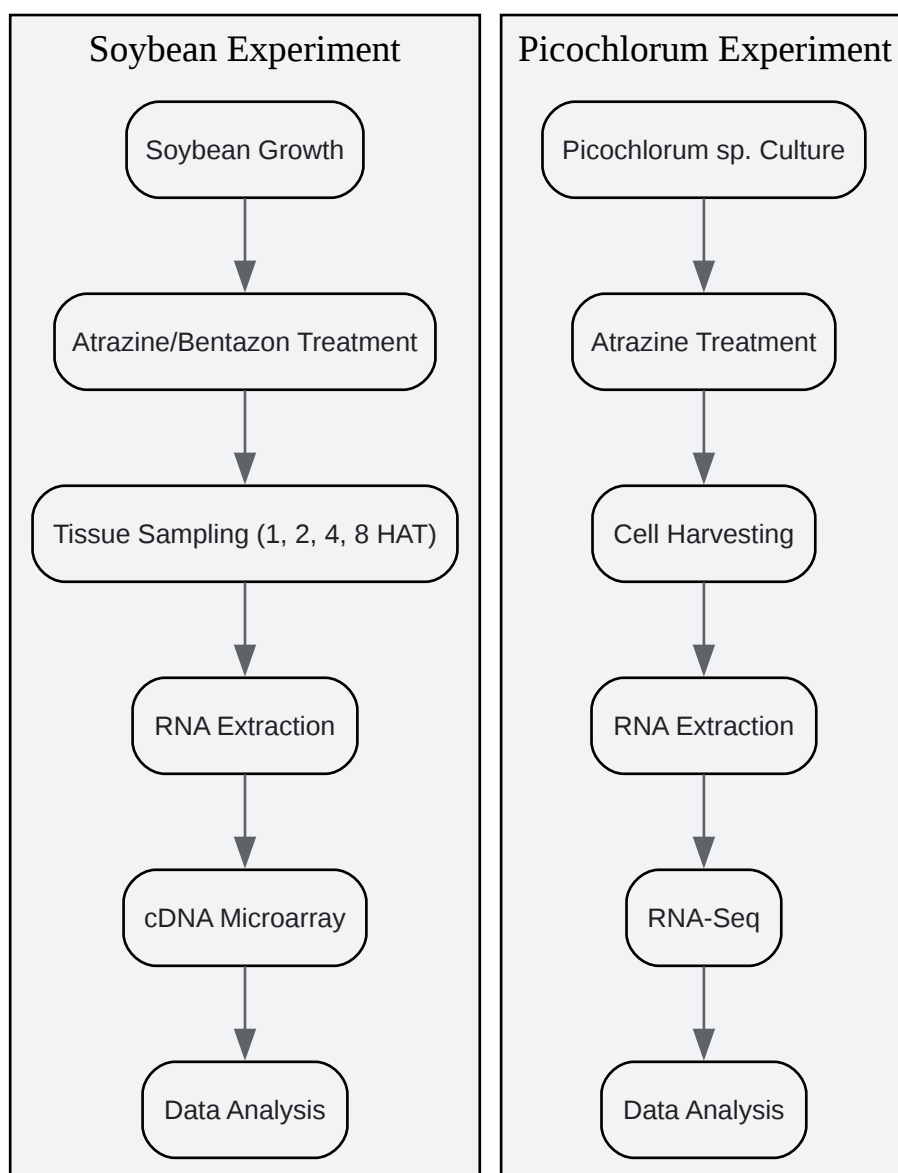 Soybean Experiment
Soybean Growth
Atrazine/Bentazon Treatment
Tissue Sampling (1, 2, 4, 8 HAT)
RNA Extraction
cDNA Microarray
Data Analysis
Picochlorum Experiment
Picochlorum sp. Culture
Atrazine Treatment
Cell Harvesting
RNA Extraction
RNA-Seq
Data Analysis